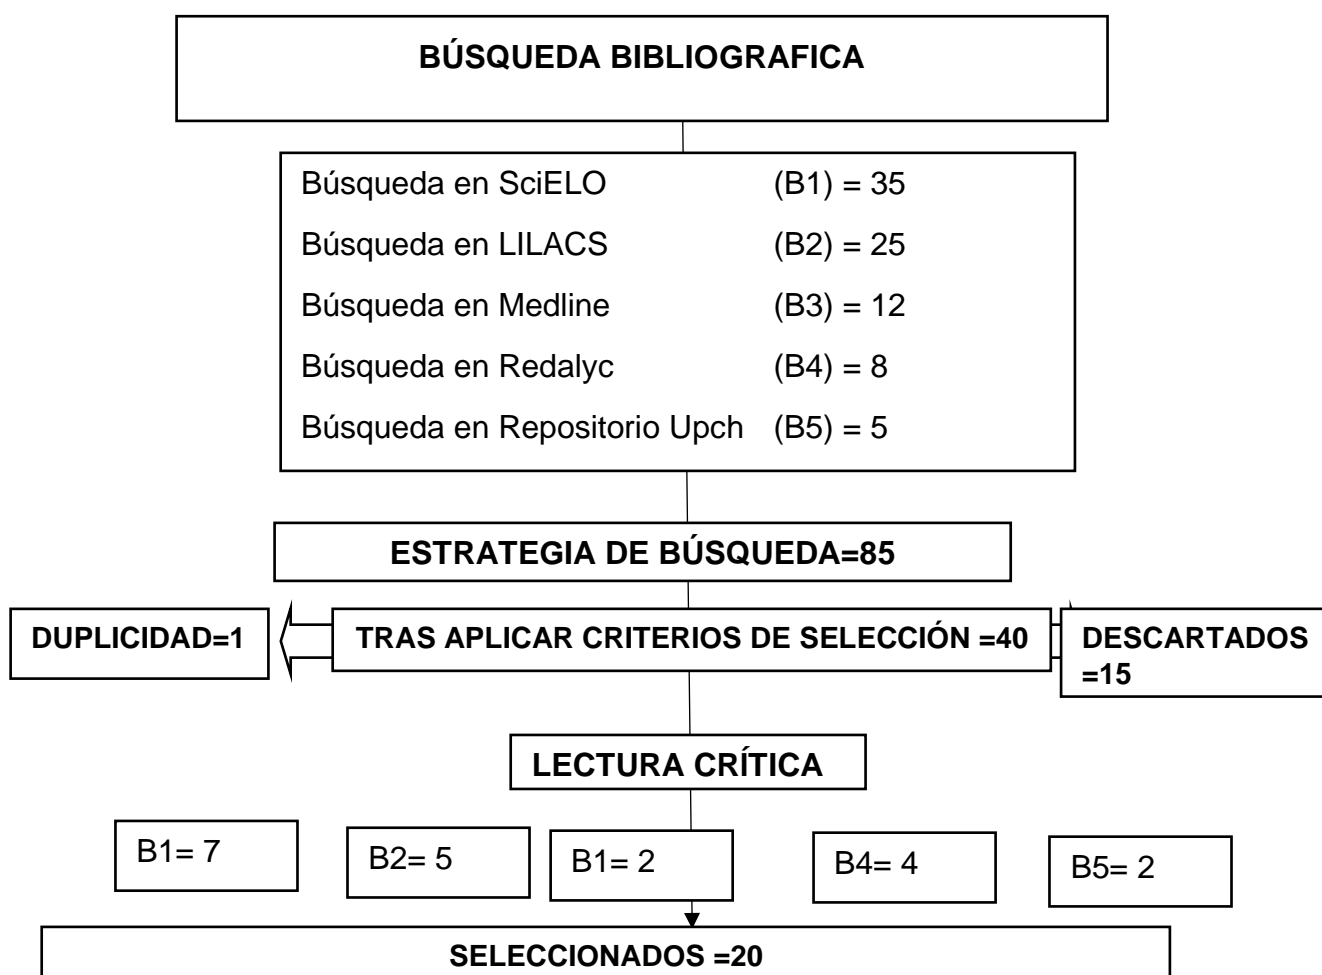 BÚSQUEDA BIBLIOGRAFICA
Búsqueda en SciELO (B1) = 35
Búsqueda en LILACS (B2) = 25
Búsqueda en Medline (B3) = 12
Búsqueda en Redalyc (B4) = 8
Búsqueda en Repositorio Upch (B5) = 5
ESTRATEGIA DE BÚSQUEDA=85
DUPLICIDAD=1
TRAS APLICAR CRITERIOS DE SELECCIÓN =40
DESCARTADOS
=15
LECTURA CRÍTICA
B1= 7
B2= 5
B1= 2
B4= 4
B5= 2
SELECCIONADOS =20